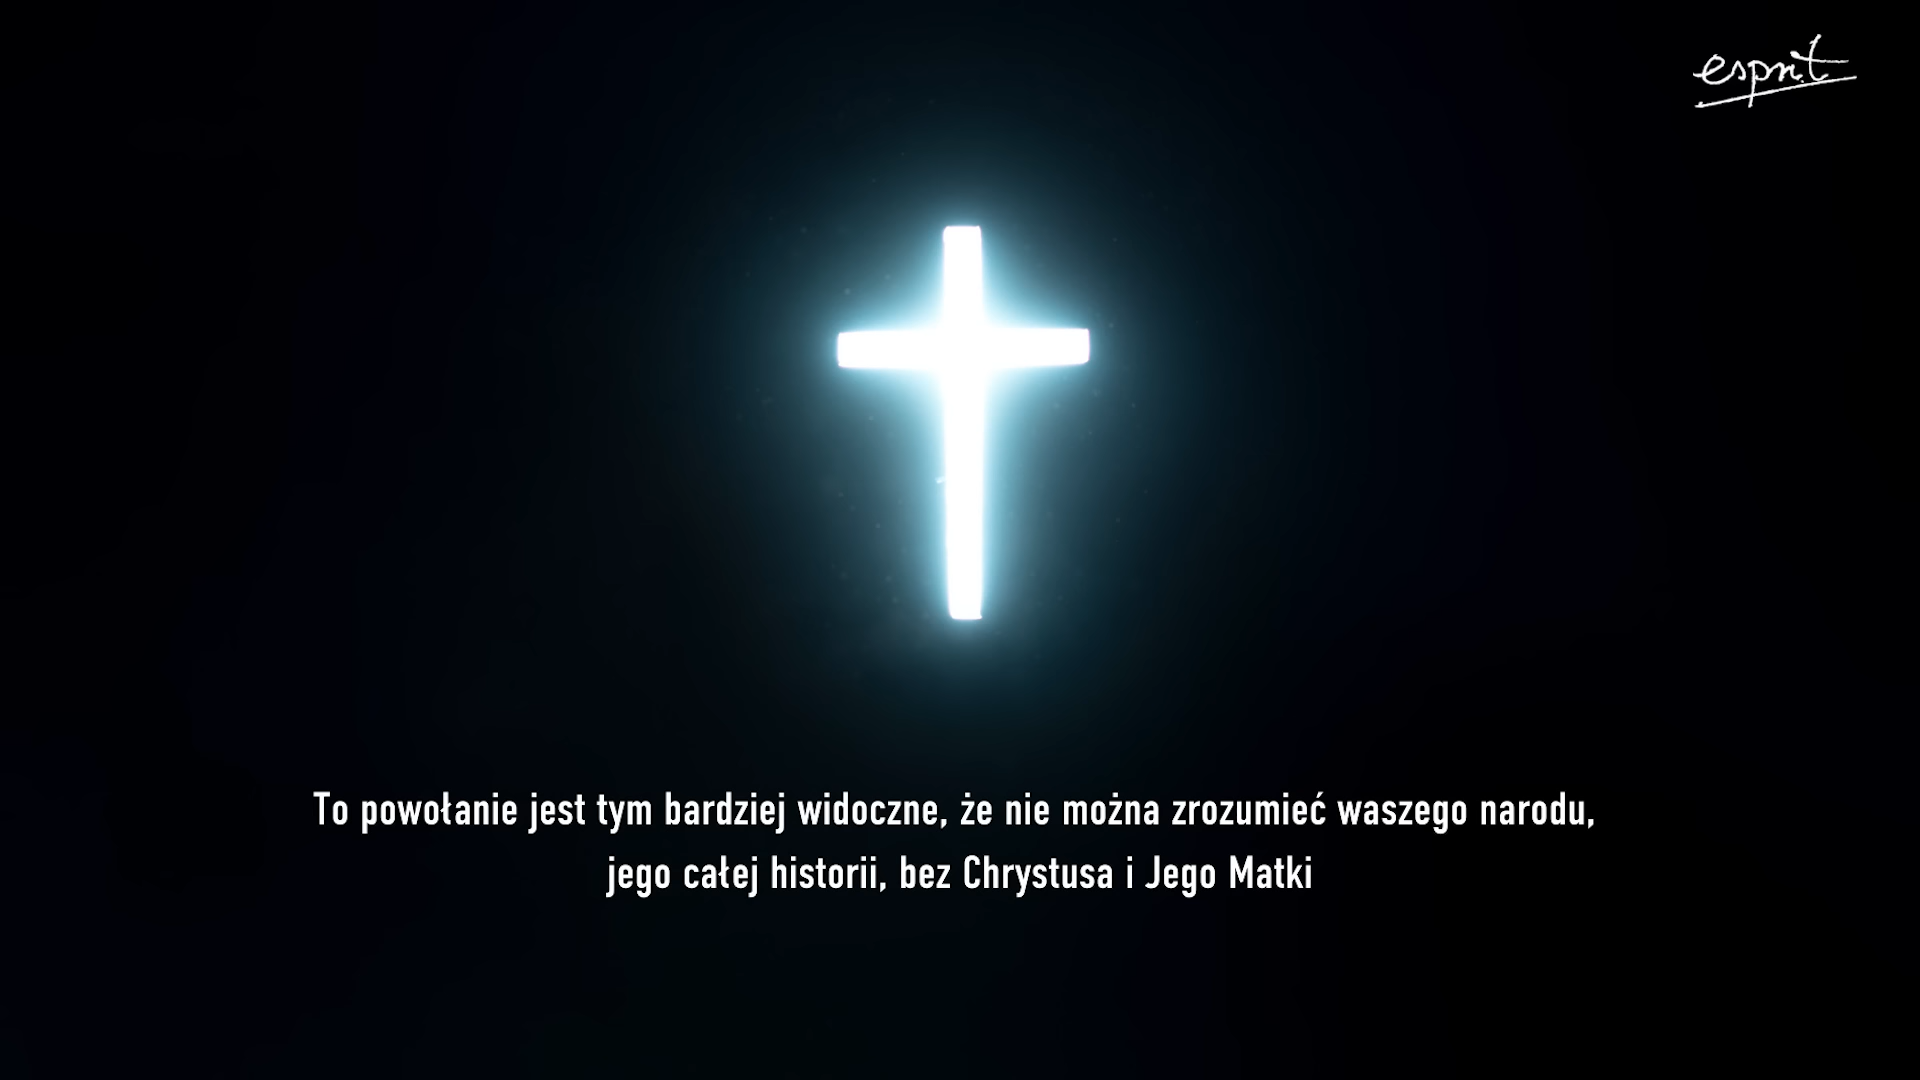 esprit
To powołanie jest tym bardziej widoczne, że nie można zrozumieć waszego narodu,
jego całej historii, bez Chrystusa i Jego Matki